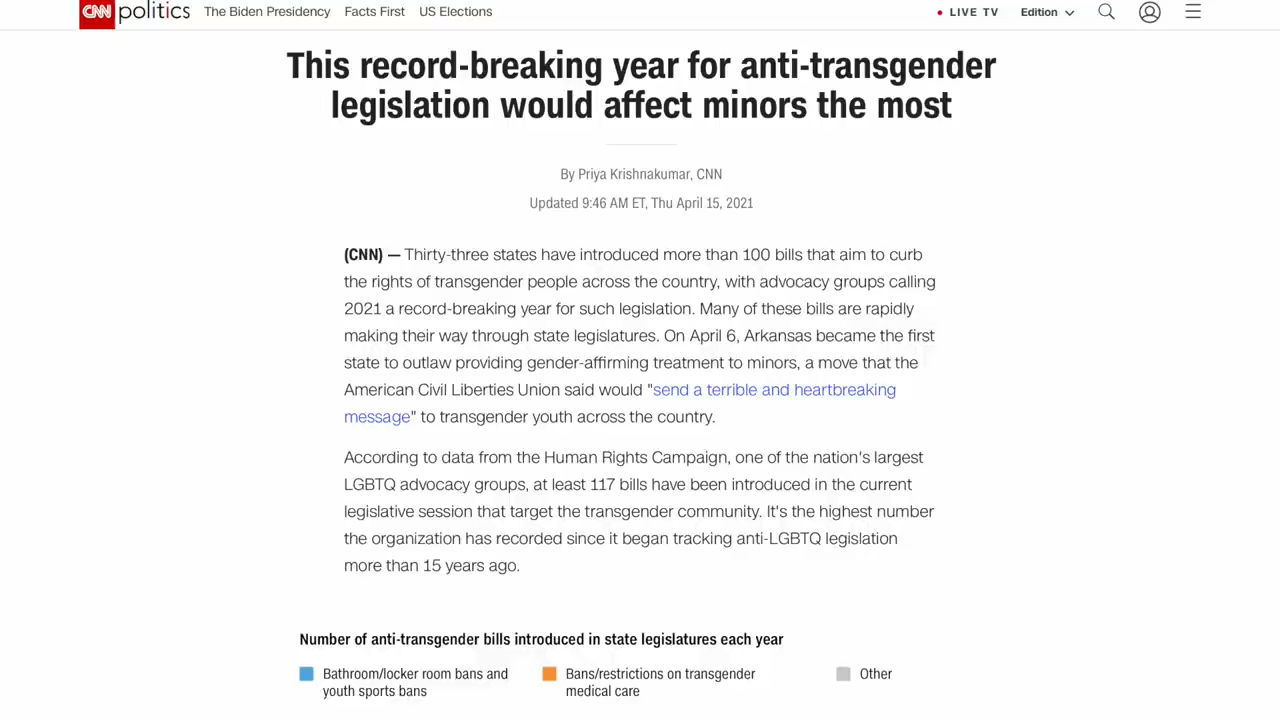 CNN politics The Biden Presidency Facts First US Elections LIVE TV Edition
This record-breaking year for anti-transgender
legislation would affect minors the most
By Priya Krishnakumar, CNN
Updated 9:46 AM ET, Thu April 15, 2021
(CNN) — Thirty-three states have introduced more than 100 bills that aim to curb
the rights of transgender people across the country, with advocacy groups calling
2021 a record-breaking year for such legislation. Many of these bills are rapidly
making their way through state legislatures. On April 6, Arkansas became the first
state to outlaw providing gender-affirming treatment to minors, a move that the
American Civil Liberties Union said would "send a terrible and heartbreaking
message" to transgender youth across the country.
According to data from the Human Rights Campaign, one of the nation's largest
LGBTQ advocacy groups, at least 117 bills have been introduced in the current
legislative session that target the transgender community. It's the highest number
the organization has recorded since it began tracking anti-LGBTQ legislation
more than 15 years ago.
Number of anti-transgender bills introduced in state legislatures each year
Bathroom/locker room bans and
youth sports bans
Bans/restrictions on transgender
medical care
Other